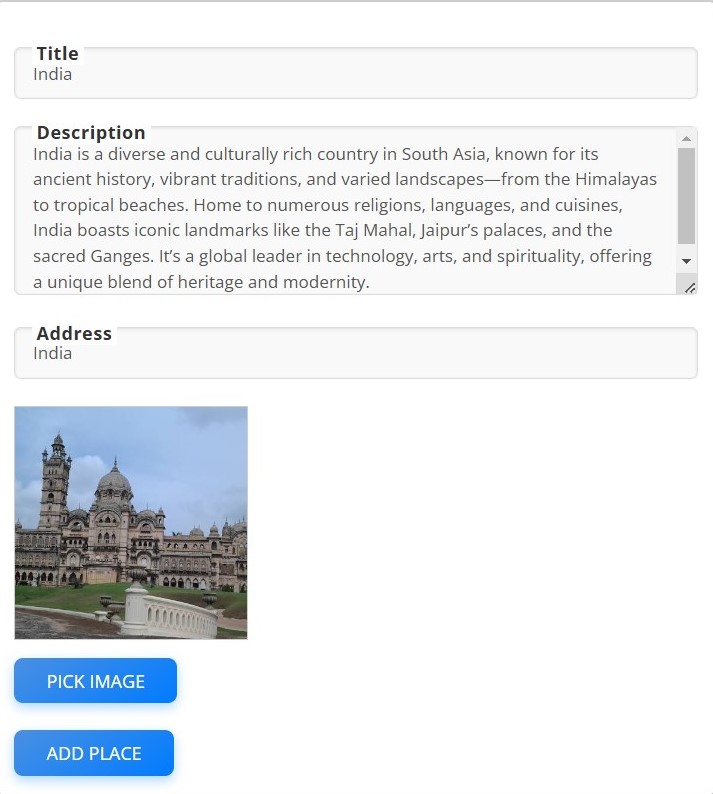 Title
India
Description
India is a diverse and culturally rich country in South Asia, known for its
ancient history, vibrant traditions, and varied landscapes—from the Himalayas
to tropical beaches. Home to numerous religions, languages, and cuisines,
India boasts iconic landmarks like the Taj Mahal, Jaipur’s palaces, and the
sacred Ganges. It’s a global leader in technology, arts, and spirituality, offering
a unique blend of heritage and modernity.
Address
India
PICK IMAGE
ADD PLACE